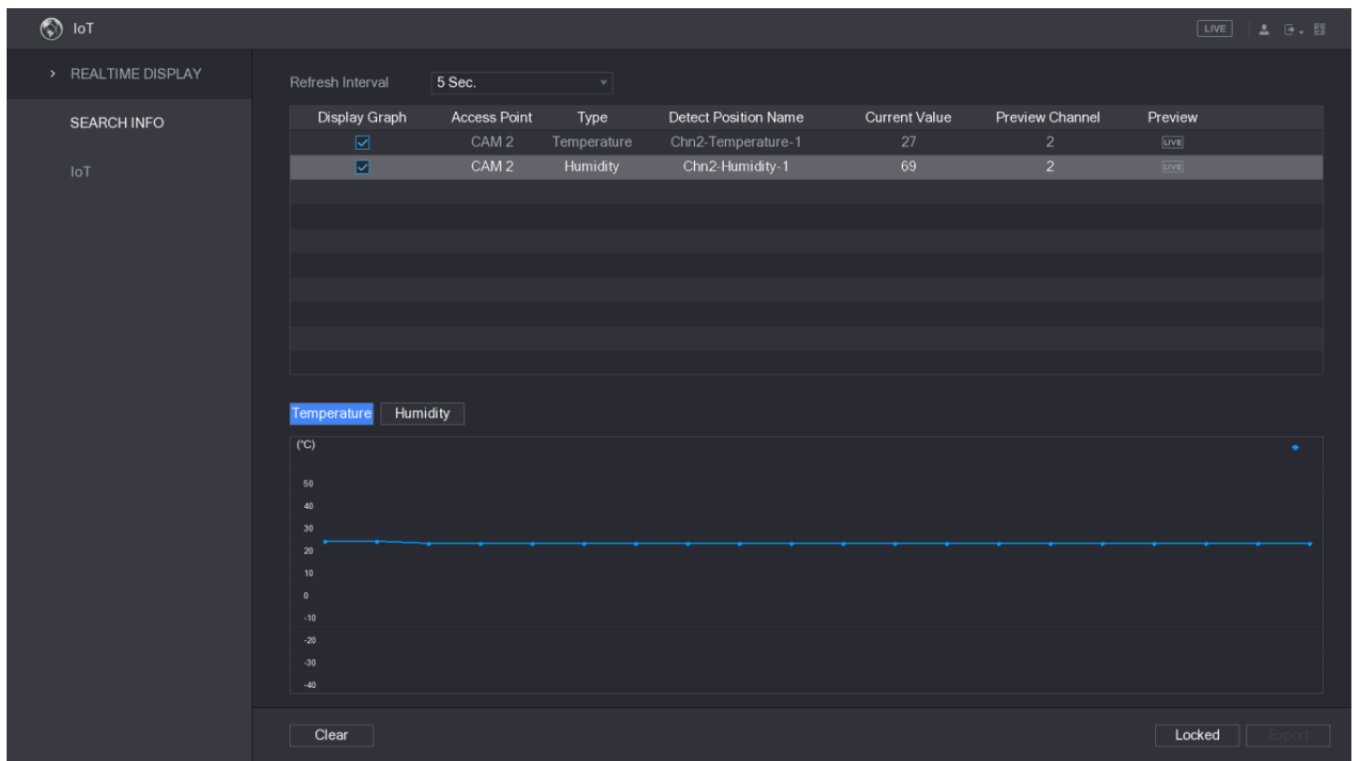 IoT LIVE
REALTIME DISPLAY
SEARCH INFO
IoT
Refresh Interval 5 Sec.
Display Graph Access Point Type Detect Position Name Current Value Preview Channel Preview
CAM 2 Temperature Chn2-Temperature-1 27 2 LIVE
CAM 2 Humidity Chn2-Humidity-1 69 2 LIVE
Temperature Humidity
(°C)
50
40
30
20
10
0
-10
-20
-30
-40
Clear Locked Export